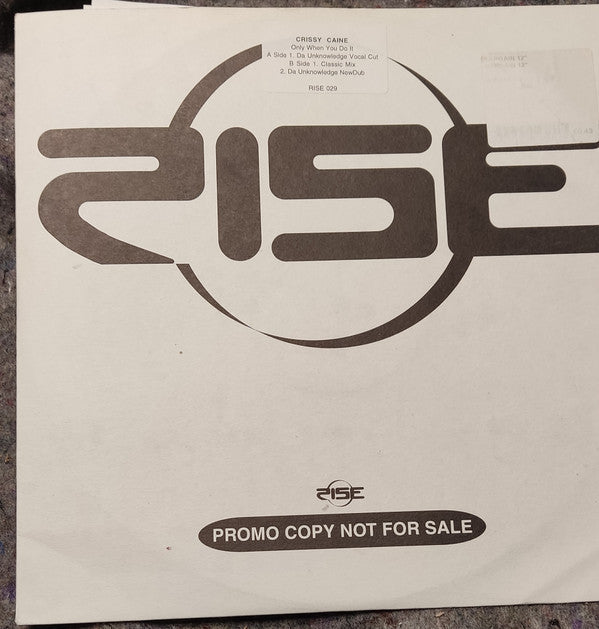 CRISSY CAINE
Only When You Do It
A Side 1. Da Unknowledge Vocal Cut
B Side 1. Classic Mix
2. Da Unknowledge NewDub
RISE 029
RISE
RISE
PROMO COPY NOT FOR SALE